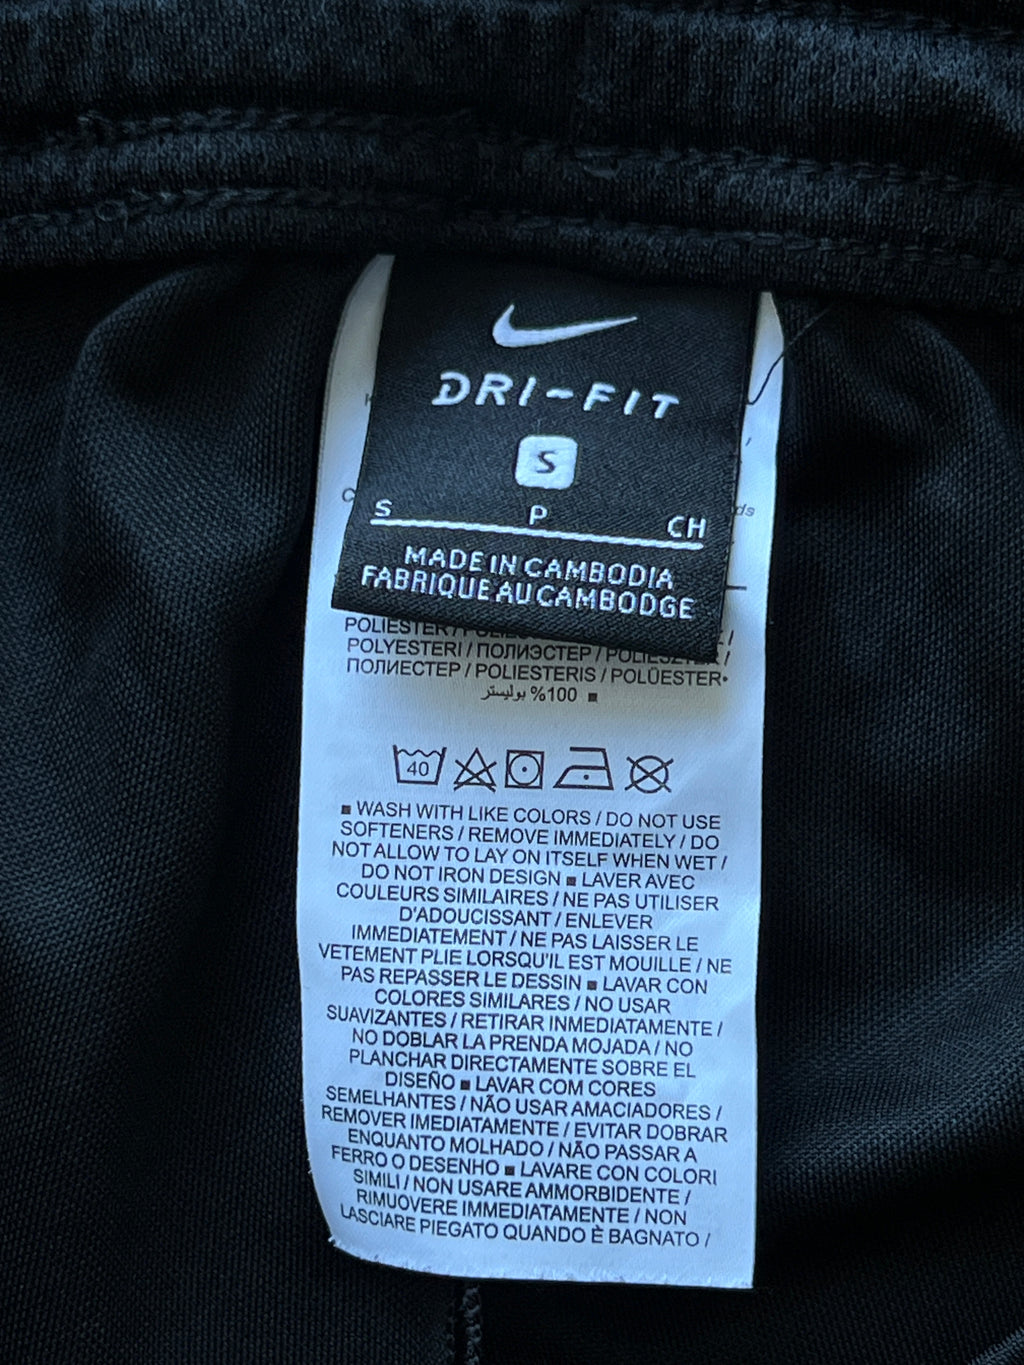 DRI-FIT
S
S P CH
MADE IN CAMBODIA
FABRIQUE AU CAMBODGE
ds
POLIESTER /
POLYESTERI / ПОЛИЭСТЕР / POLIESZTER /
ПОЛИЕСТЕР / POLIESTERIS / POLÜESTER•
100% بوليستر ■
40
■ WASH WITH LIKE COLORS / DO NOT USE
SOFTENERS / REMOVE IMMEDIATELY / DO
NOT ALLOW TO LAY ON ITSELF WHEN WET /
DO NOT IRON DESIGN ■ LAVER AVEC
COULEURS SIMILAIRES / NE PAS UTILISER
D'ADOUCISSANT / ENLEVER
IMMEDIATEMENT / NE PAS LAISSER LE
VETEMENT PLIE LORSQU'IL EST MOUILLE / NE
PAS REPASSER LE DESSIN ■ LAVAR CON
COLORES SIMILARES / NO USAR
SUAVIZANTES / RETIRAR INMEDIATAMENTE /
NO DOBLAR LA PRENDA MOJADA / NO
PLANCHAR DIRECTAMENTE SOBRE EL
DISEÑO ■ LAVAR COM CORES
SEMELHANTES / NÃO USAR AMACIADORES /
REMOVER IMEDIATAMENTE / EVITAR DOBRAR
ENQUANTO MOLHADO / NÃO PASSAR A
FERRO O DESENHO ■ LAVARE CON COLORI
SIMILI / NON USARE AMMORBIDENTE /
RIMUOVERE IMMEDIATAMENTE / NON
LASCIARE PIEGATO QUANDO È BAGNATO /